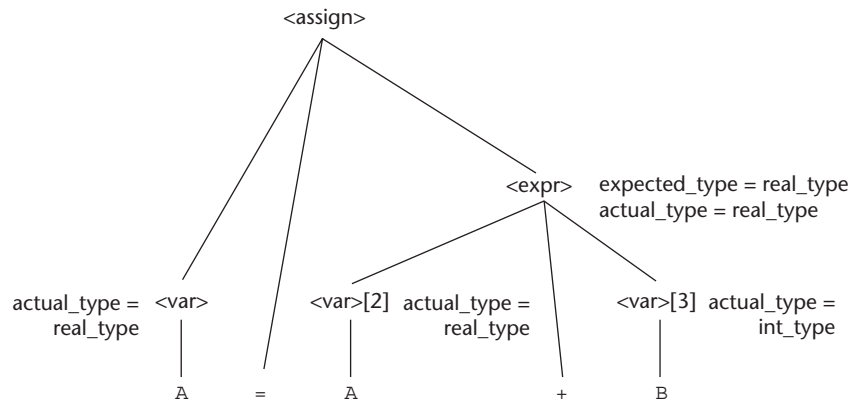 <assign>
<expr> expected_type = real_type
actual_type = real_type
actual_type = <var>
real_type
<var>[2] actual_type =
real_type
<var>[3] actual_type =
int_type
A = A + B